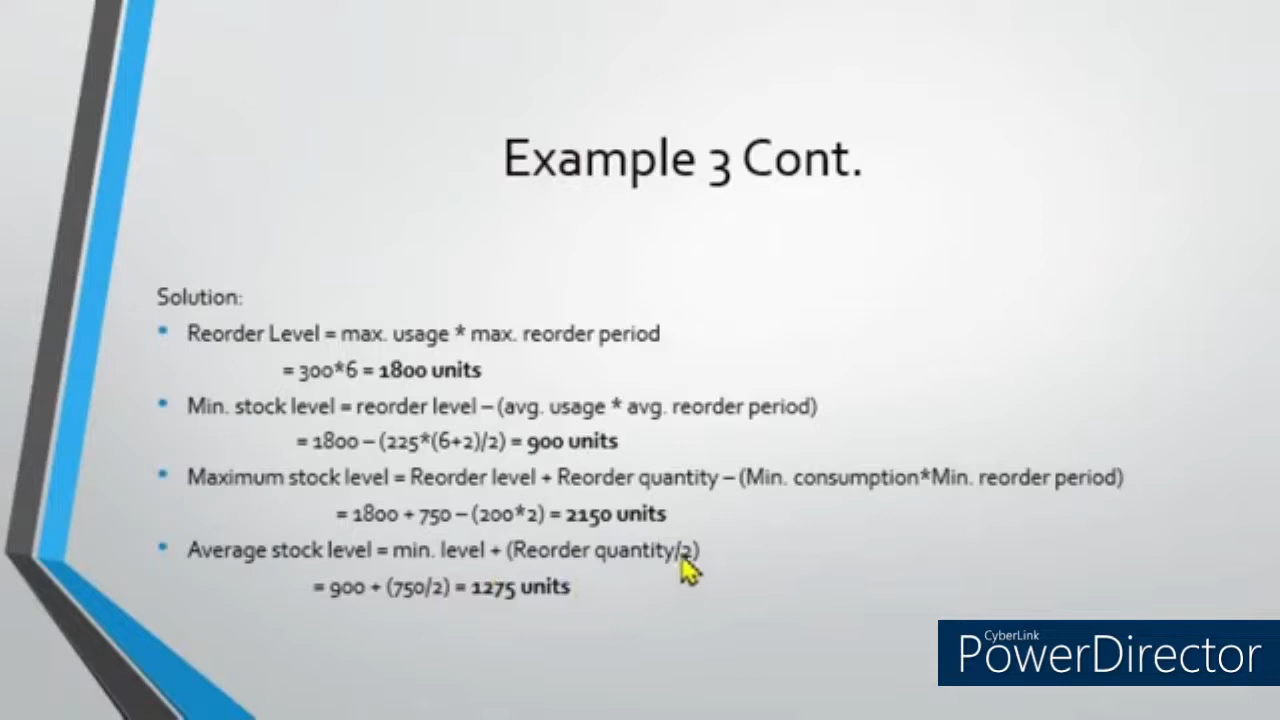 Example 3 Cont.
Solution:
• Reorder Level = max. usage * max. reorder period
= 300*6 = 1800 units
• Min. stock level = reorder level – (avg. usage * avg. reorder period)
= 1800 – (225*(6+2)/2) = 900 units
• Maximum stock level = Reorder level + Reorder quantity – (Min. consumption*Min. reorder period)
= 1800 + 750 – (200*2) = 2150 units
• Average stock level = min. level + (Reorder quantity/2)
= 900 + (750/2) = 1275 units
CyberLink
PowerDirector